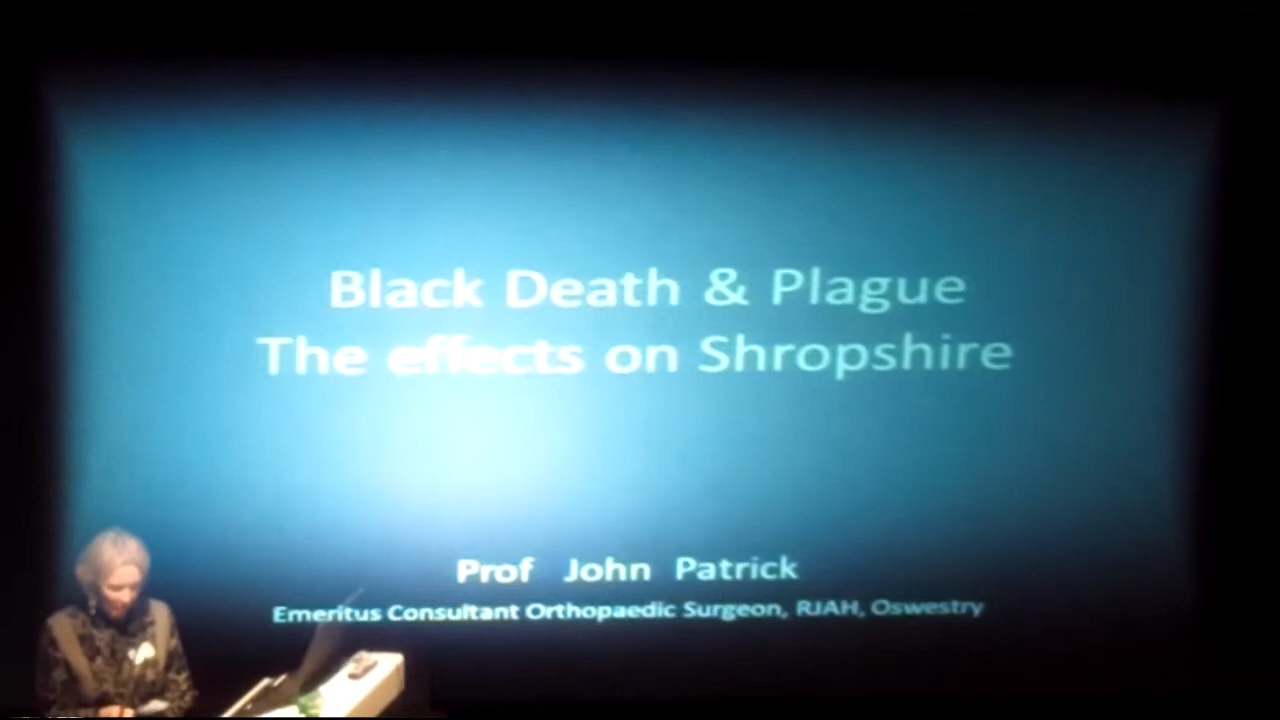 Black Death & Plague
The effects on Shropshire
Prof John Patrick
Emeritus Consultant Orthopaedic Surgeon, RJAH, Oswestry